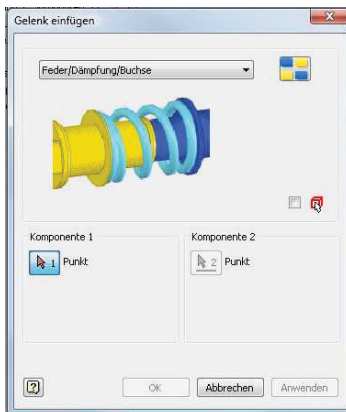 Gelenk einfügen
Feder/Dämpfung/Buchse
Komponente 1
Komponente 2
1 Punkt
2 Punkt
OK
Abbrechen
Anwenden